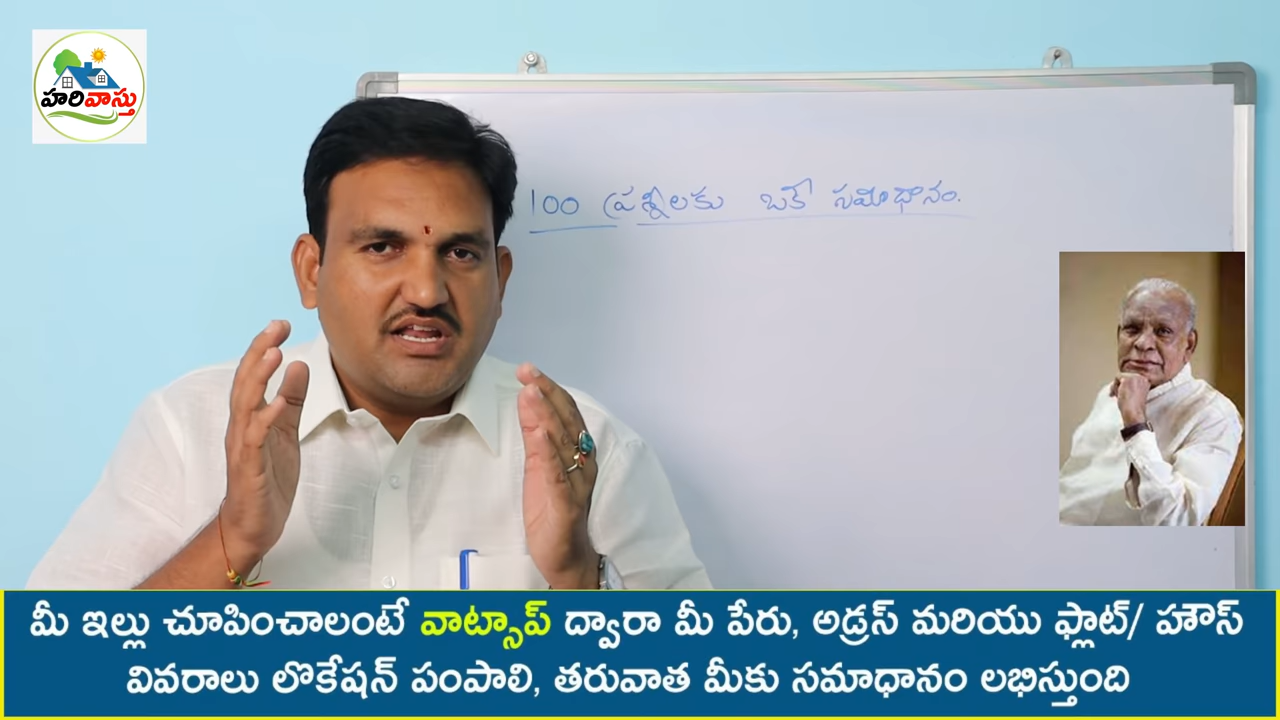 హరివాస్తు
100 ప్రశ్నలకు ఒకే సమాధానం.
మీ ఇల్లు చూపించాలంటే వాట్సాప్ ద్వారా మీ పేరు, అడ్రస్ మరియు ఫ్లాట్/ హౌస్
వివరాలు లొకేషన్ పంపాలి, తరువాత మీకు సమాధానం లభిస్తుంది